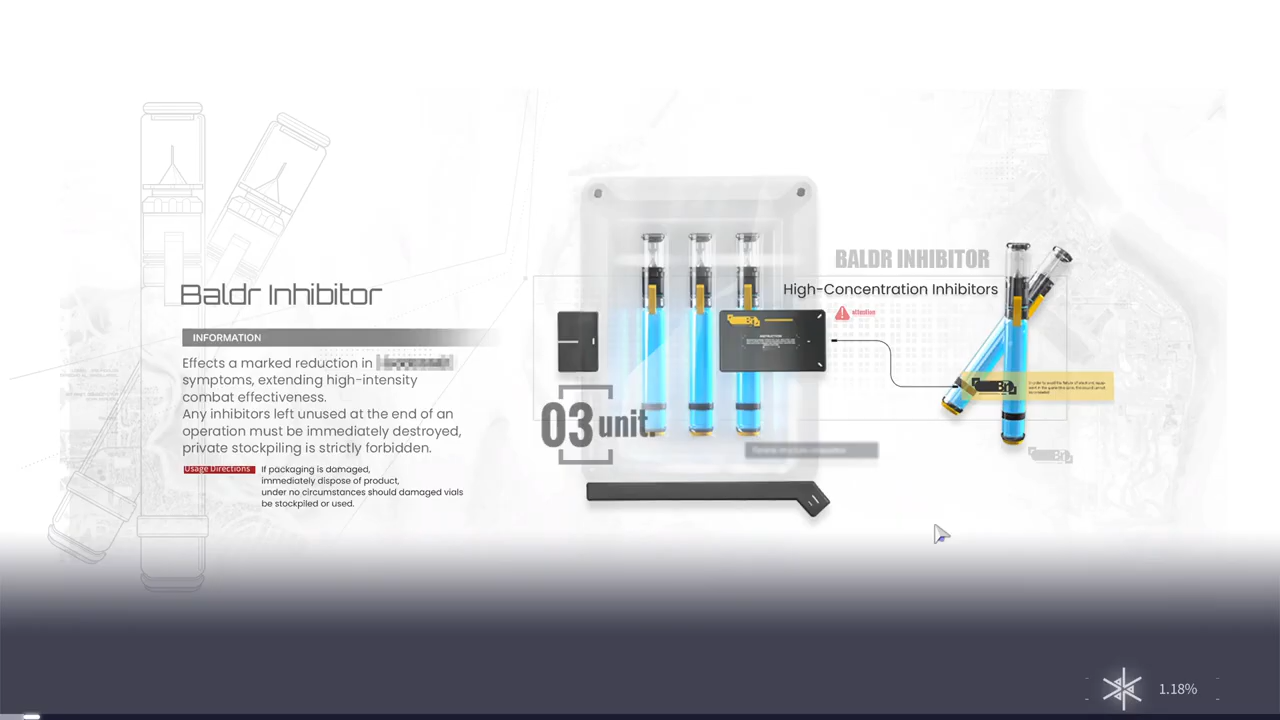 BALDR INHIBITOR
High-Concentration Inhibitors
attention
Baldr Inhibitor
INFORMATION
Effects a marked reduction in
symptoms, extending high-intensity
combat effectiveness.
Any inhibitors left unused at the end of an
operation must be immediately destroyed,
private stockpiling is strictly forbidden.
Usage Directions
If packaging is damaged,
immediately dispose of product,
under no circumstances should damaged vials
be stockpiled or used.
INSTRUCTION
03 unit.
1.18%